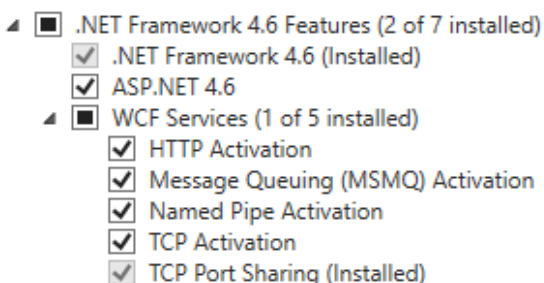 .NET Framework 4.6 Features (2 of 7 installed)
.NET Framework 4.6 (Installed)
ASP.NET 4.6
WCF Services (1 of 5 installed)
HTTP Activation
Message Queuing (MSMQ) Activation
Named Pipe Activation
TCP Activation
TCP Port Sharing (Installed)